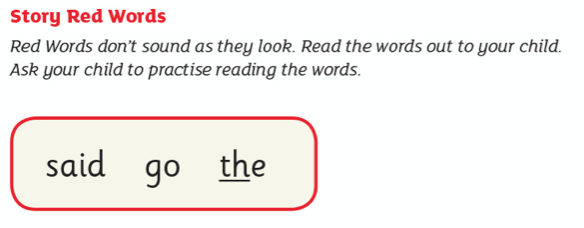 Story Red Words
Red Words don't sound as they look. Read the words out to your child.
Ask your child to practise reading the words.
said go the